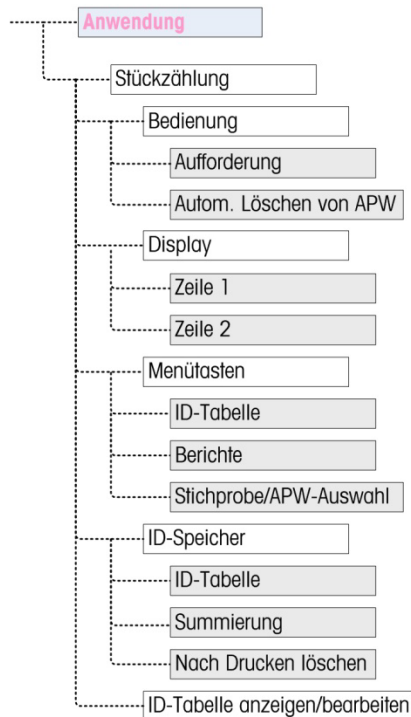 Anwendung
Stückzählung
Bedienung
Aufforderung
Autom. Löschen von APW
Display
Zeile 1
Zeile 2
Menütasten
ID-Tabelle
Berichte
Stichprobe/APW-Auswahl
ID-Speicher
ID-Tabelle
Summierung
Nach Drucken löschen
ID-Tabelle anzeigen/bearbeiten